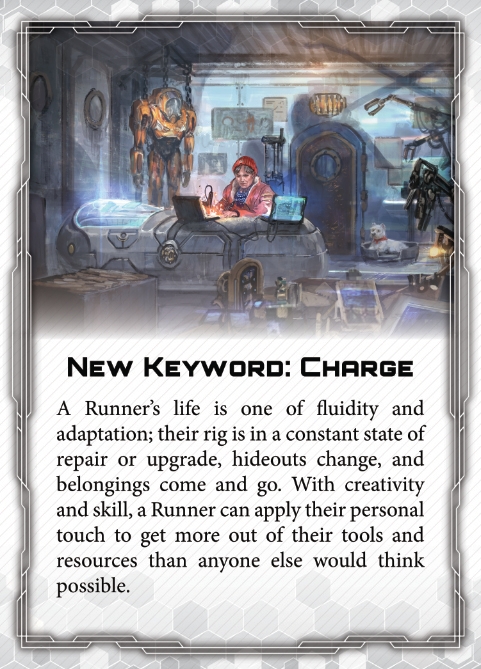 New Keyword: Charge
A Runner's life is one of fluidity and
adaptation; their rig is in a constant state of
repair or upgrade, hideouts change, and
belongings come and go. With creativity
and skill, a Runner can apply their personal
touch to get more out of their tools and
resources than anyone else would think
possible.